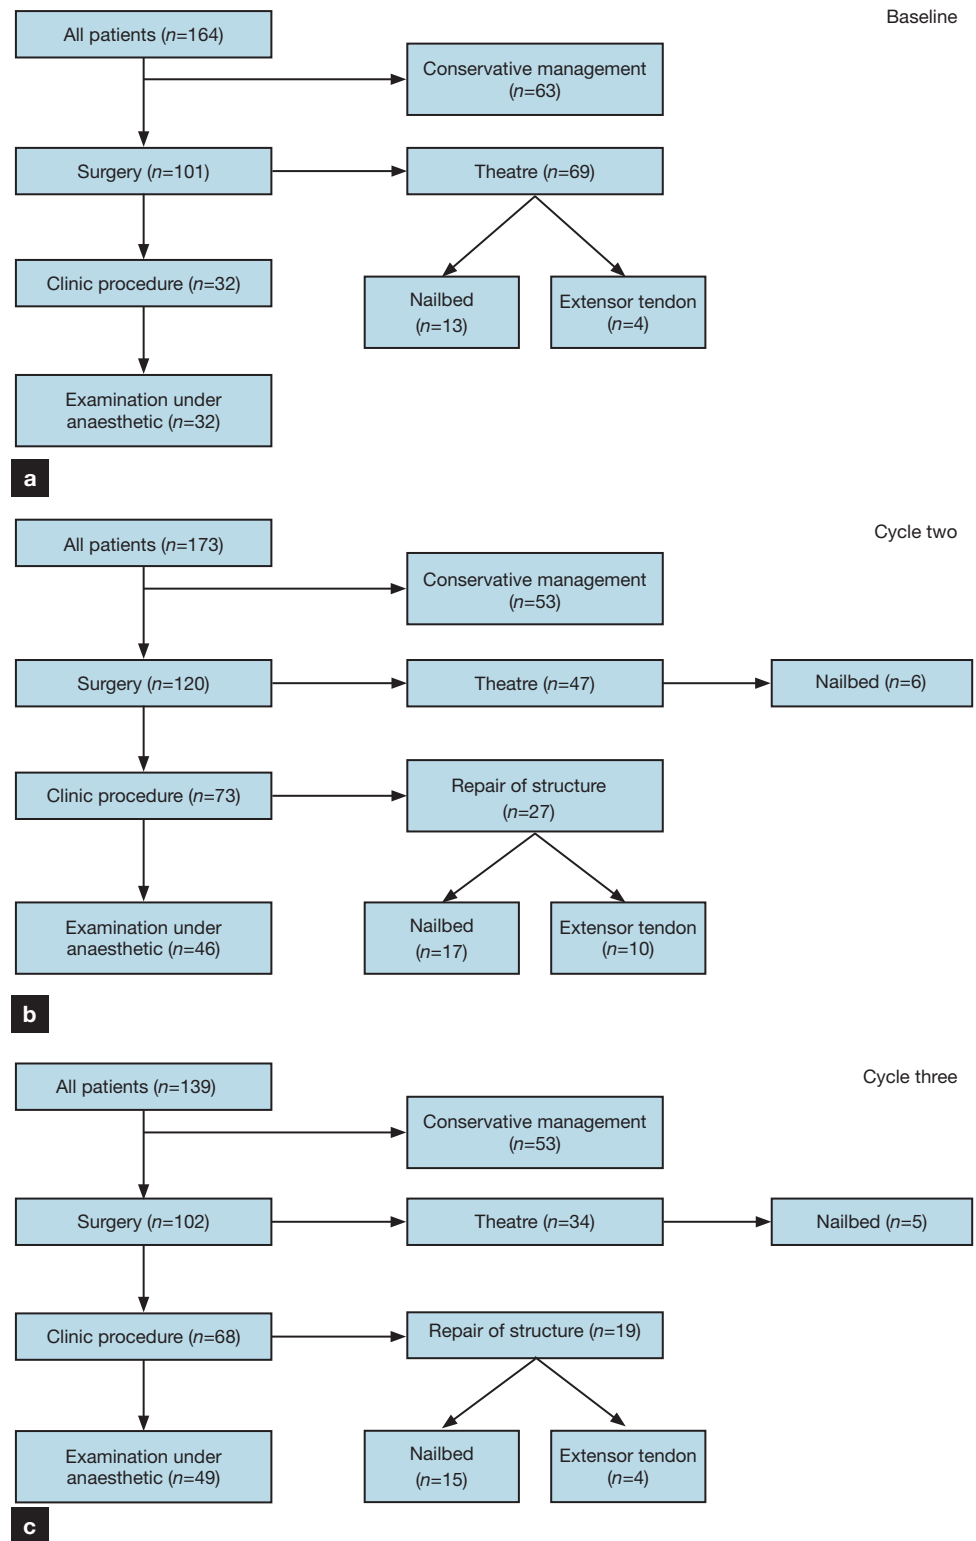 Baseline
All patients (n=164)
Conservative management
(n=63)
Surgery (n=101)
Theatre (n=69)
Clinic procedure (n=32)
Nailbed
(n=13)
Extensor tendon
(n=4)
Examination under
anaesthetic (n=32)
a
Cycle two
All patients (n=173)
Conservative management
(n=53)
Surgery (n=120)
Theatre (n=47)
Nailbed (n=6)
Clinic procedure (n=73)
Repair of structure
(n=27)
Examination under
anaesthetic (n=46)
Nailbed
(n=17)
Extensor tendon
(n=10)
b
Cycle three
All patients (n=139)
Conservative management
(n=53)
Surgery (n=102)
Theatre (n=34)
Nailbed (n=5)
Clinic procedure (n=68)
Repair of structure (n=19)
Examination under
anaesthetic (n=49)
Nailbed
(n=15)
Extensor tendon
(n=4)
c